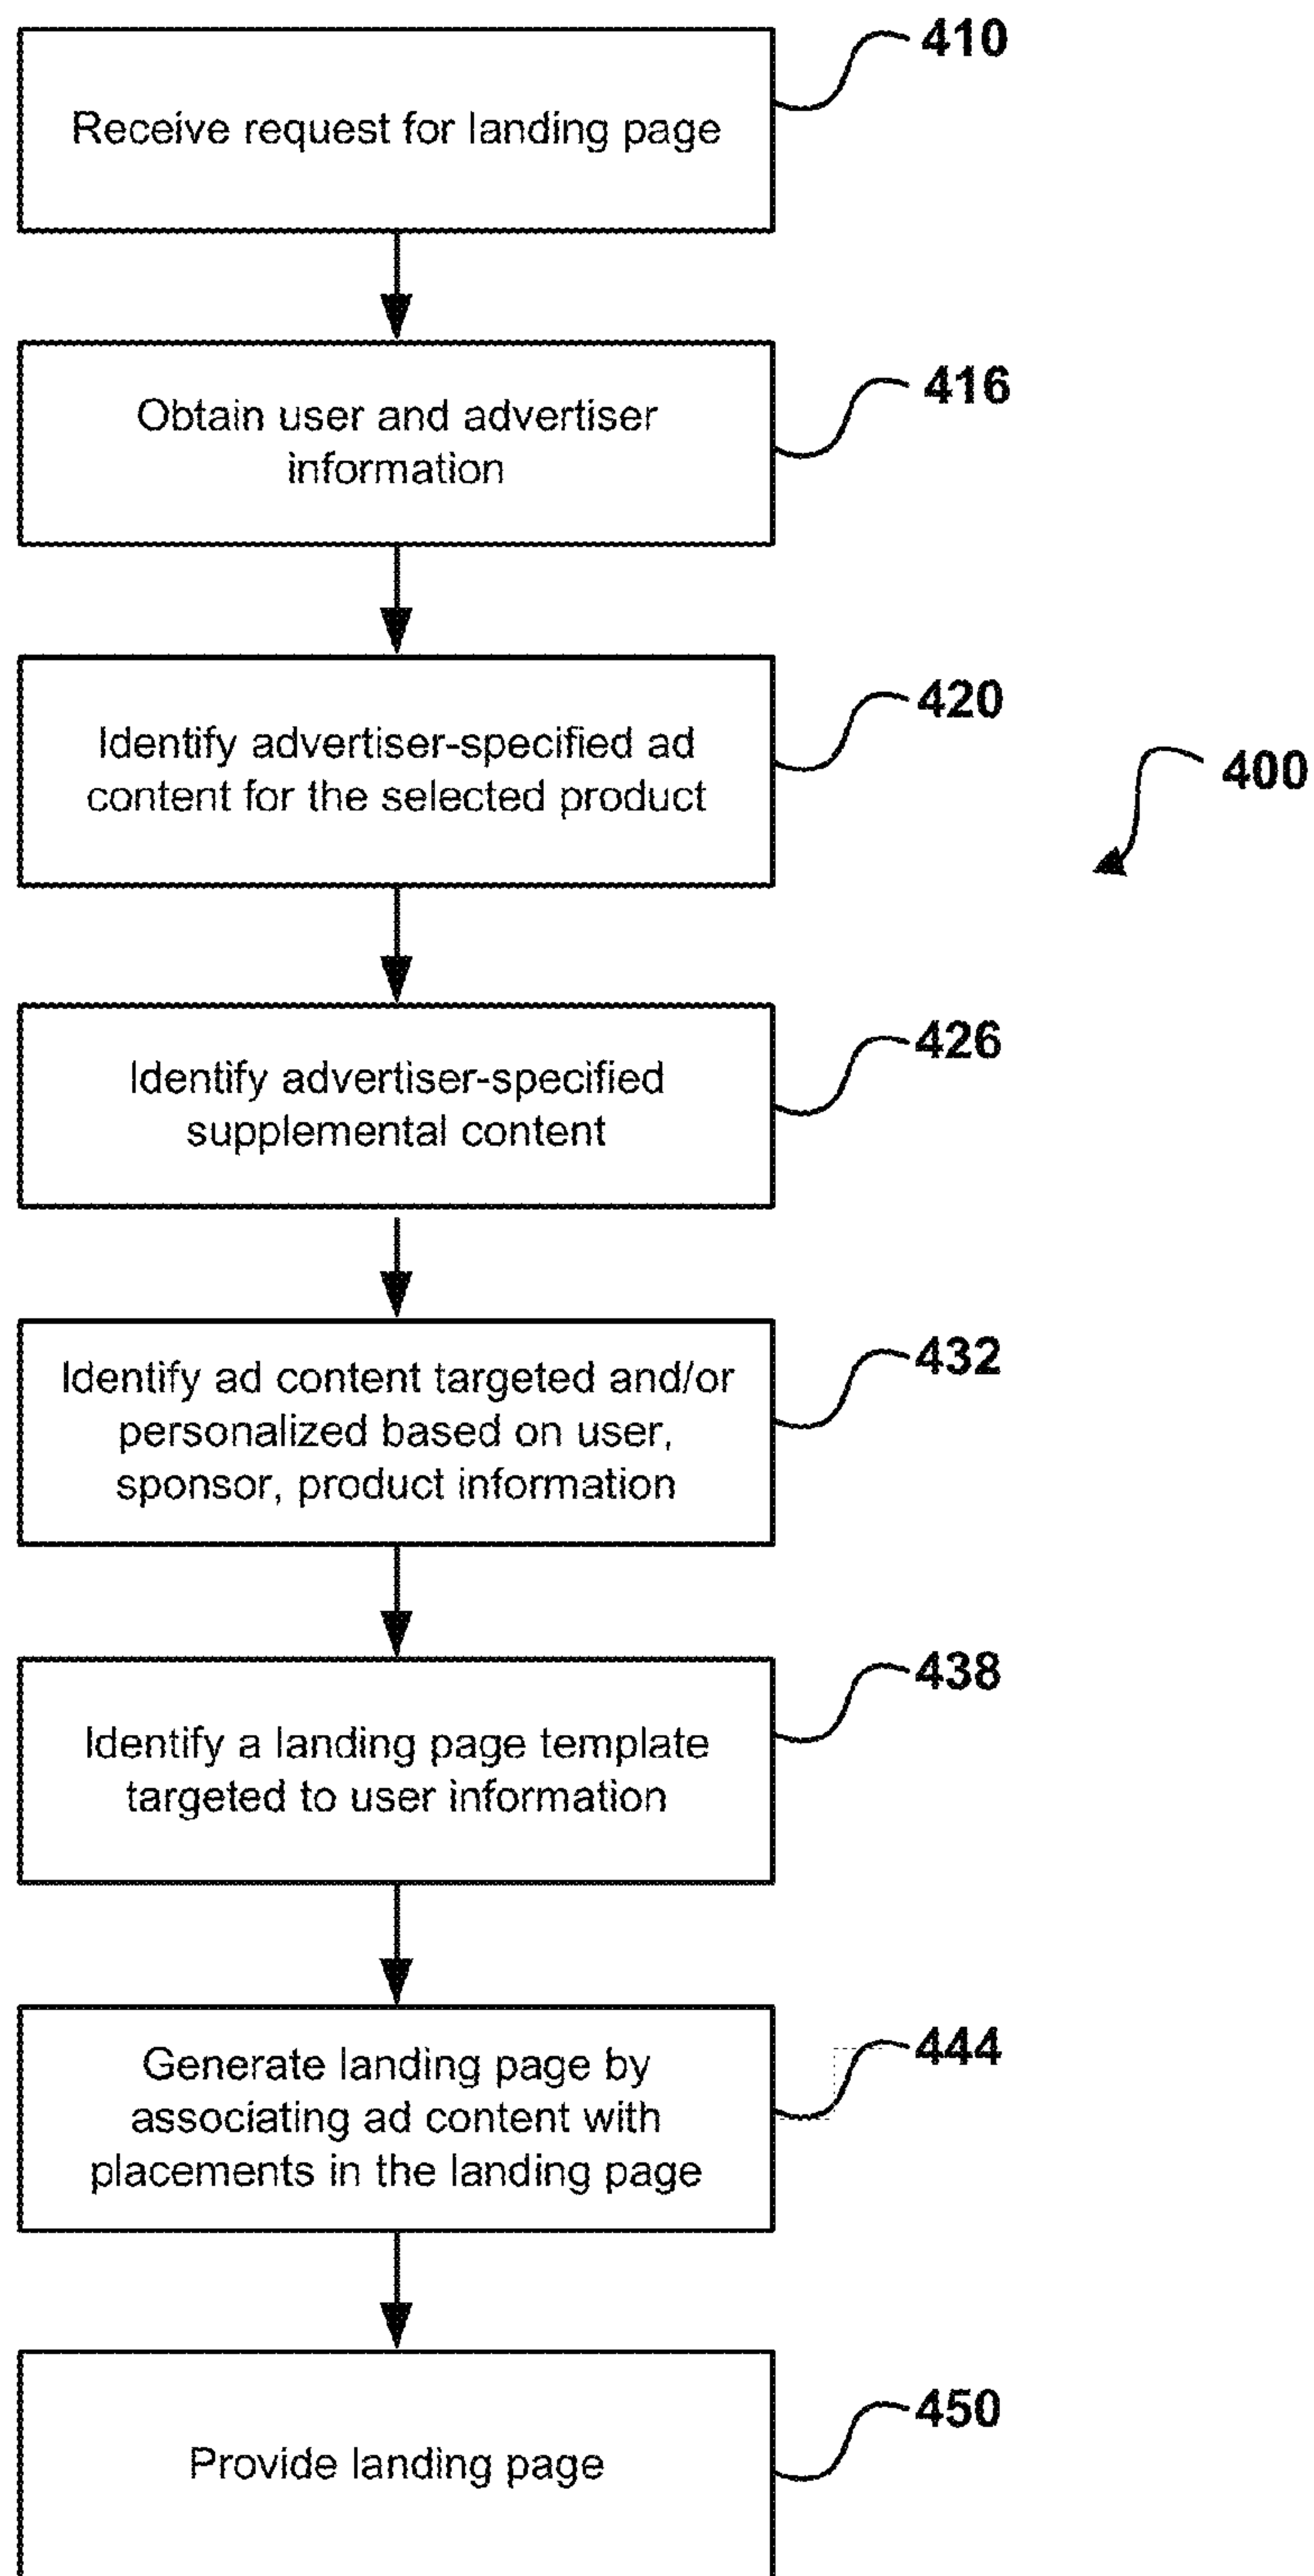 410
Receive request for landing page
416
Obtain user and advertiser
information
420
Identify advertiser-specified ad
content for the selected product
400
426
Identify advertiser-specified
supplemental content
432
Identify ad content targeted and/or
personalized based on user,
sponsor, product information
438
Identify a landing page template
targeted to user information
444
Generate landing page by
associating ad content with
placements in the landing page
450
Provide landing page